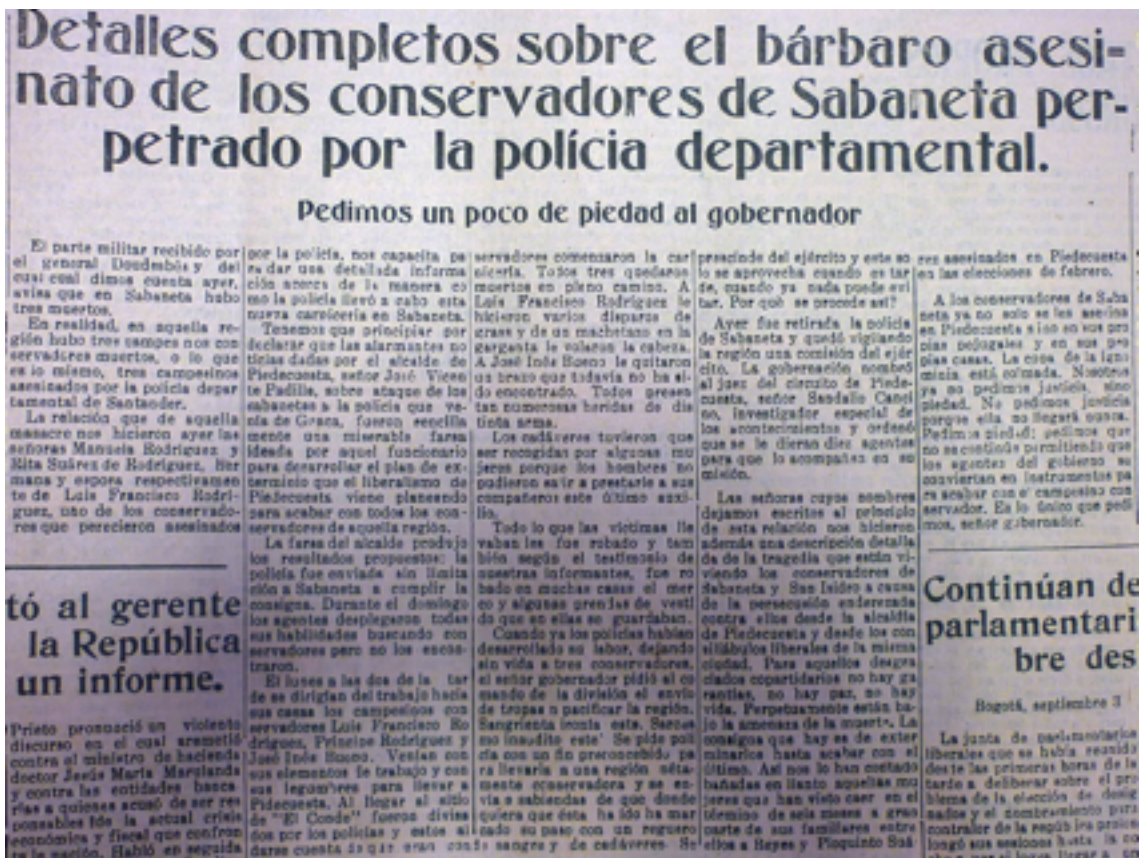 Detalles completos sobre el bárbaro asesi-
nato de los conservadores de Sabaneta per-
petrado por la polícia departamental.
Pedimos un poco de piedad al gobernador
El parte militar recibido por
el general Doudebés y del
cual cual dimos cuenta ayer,
avisa que en Sabaneta hubo
tres muertos.
En realidad, en aquella re-
gión hubo tres campesinos con
servadores muertos, o lo que
es lo mismo, tres campesinos
asesinados por la policía depar
tamental de Santander.
La relación que de aquella
masacre nos hicieron ayer las
señoras Manuela Rodríguez y
Rita Suárez de Rodríguez, her
mana y esposa respectivamen
te de Luis Francisco Rodrí-
guez, uno de los conservado-
res que perecieron asesinados
por la policía, nos capacita pa
ra dar una detallada informa
ción acerca de la manera co
mo la policía llevó a cabo esta
nueva carnicería en Sabaneta.
Tenemos que principiar por
declarar que las alarmantes no
ticias dadas por el alcalde de
Piedecuesta, señor José Vicen
te Padilla, sobre ataque de los
sabanetas a la policía que ve-
nía de Guaca, fueron sencilla
mente una miserable farsa
ideada por aquel funcionario
para desarrollar el plan de ex
terminio que el liberalismo de
Piedecuesta viene planeando
para acabar con todos los con-
servadores de aquella región.
La farsa del alcalde produjo
los resultados propuestos: la
policía fue enviada sin limita
ción a Sabaneta a cumplir la
consigna. Durante el domingo
los agentes desplegaron todas
sus habilidades buscando con
servadores pero no los encon-
traron.
El lunes a las dos de la tar
de se dirigían del trabajo hacia
sus casas los campesinos con
servadores Luis Francisco Ro
dríguez, Príncipe Rodríguez y
José Inés Bueno. Venían con
sus elementos de trabajo y con
sus legumbres para llevar a
Pidecuesta. Al llegar al sitio
de "El Conde" fueron divisa
dos por los policías y estos al
darse cuenta de que eran con
servadores comenzaron la car
nicería. Todos tres quedaron
muertos en pleno camino. A
Luis Francisco Rodríguez le
hicieron varios disparos de
grass y de un machetazo en la
garganta le volaron la cabeza.
A José Inés Bueno le quitaron
un brazo que todavía no ha si-
do encontrado. Todos presen
tan numerosas heridas de dis
tinta arma.
Los cadáveres tuvieron que
ser recogidos por algunas mu
jeres porque los hombres no
pudieron salir a prestarle a sus
compañeros este último auxi-
lio.
Todo lo que las víctimas lle
vaban les fue robado y tam
bién según el testimonio de
nuestras informantes, fue ro
bado en muchas casas el mer
co y algunas prendas de vesti
do que en ellas se guardaban.
Cuando ya los policías habían
desarrollado su labor, dejando
sin vida a tres conservadores,
el señor gobernador pidió al co
mando de la división el envío
de tropas a pacificar la región.
Sangrienta ironía esta. Sarcas
mo inaudito este! Se pide poli
cía con un fin preconcebido pa
ra llevarla a una región neta-
mente conservadora y se en-
vía a sabiendas de que donde
quiera que ésta ha ido ha mar
cado su paso con un reguero
de sangre y de cadáveres. Se
prescinde del ejército y este so
lo se aprovecha cuando es tar
de, cuando ya nada puede evi
tar. Por qué se procede así?
Ayer fue retirada la policía
de Sabaneta y quedó vigilando
la región una comisión del ejér
cito. La gobernación nombró
al juez del circuito de Piede-
cuesta, señor Sandalio Canci
no, investigador especial de
los acontecimientos y ordenó
que se le dieran diez agentes
para que lo acompañen en su
misión.
Las señoras cuyos nombres
dejamos escritos al principio
de esta relación nos hicieron
además una descripción detalla
da de la tragedia que están vi
viendo los conservadores de
Sabaneta y San Isidro a causa
de la persecución enderezada
contra ellos desde la alcaldía
de Piedecuesta y desde los con
ciliábulos liberales de la misma
ciudad. Para aquellos desgra
ciados copartidarios no hay ga
rantías, no hay paz, no hay
vida. Perpetuamente están ba-
jo la amenaza de la muerte. La
consigna que hay es de exter
minarlos hasta acabar con el
último. Así nos lo han contado
bañadas en llanto aquellas mu
jeres que han visto caer en el
término de seis meses a gran
parte de sus familiares entre
ellos a Reyes y Pioquinto Suá-
res asesinados en Piedecuesta
en las elecciones de febrero.
A los conservadores de Saba
neta ya no solo se les asesina
en Piedecuesta sino en sus pro
pias pejugales y en sus pro
pias casas. La copa de la igno
minia está colmada. Nosotros
ya no pedimos justicia, sino
piedad. No pedimos justicia
porque ella no llegará nunca.
Pedimos piedad; pedimos que
no se continúe permitiendo que
los agentes del gobierno se
conviertan en instrumentos pa
ra acabar con el campesino con
servador. Es lo único que pedi
mos, señor gobernador.
tó al gerente
la República
un informe.
Prieto pronunció un violento
discurso en el cual arremetió
contra el ministro de hacienda
doctor Jesús María Marulanda
y contra las entidades banca
rias a quienes acusó de ser res
ponsables de la actual crisis
económica y fiscal que confron
ta la nación. Habló en seguida
Continúan de
parlamentari
bre des
Bogotá, septiembre 3
La junta de parlamentarios
liberales que se había reunido
desde las primeras horas de la
tarde a deliberar sobre el pro
blema de la elección de desig
nados y el nombramiento para
contralor de la república prolon
longó sus sesiones hasta la